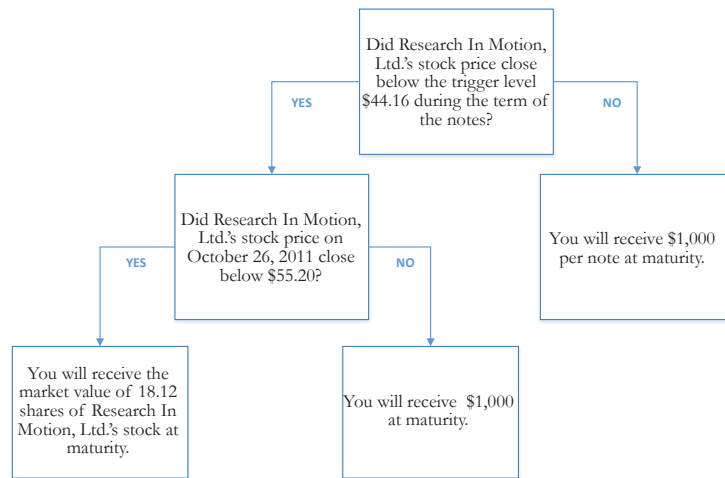 Did Research In Motion,
Ltd.'s stock price close
below the trigger level
$44.16 during the term of
the notes?
YES
NO
Did Research In Motion,
Ltd.'s stock price on
October 26, 2011 close
below $55.20?
You will receive $1,000
per note at maturity.
YES
NO
You will receive the
market value of 18.12
shares of Research In
Motion, Ltd.'s stock at
maturity.
You will receive $1,000
at maturity.